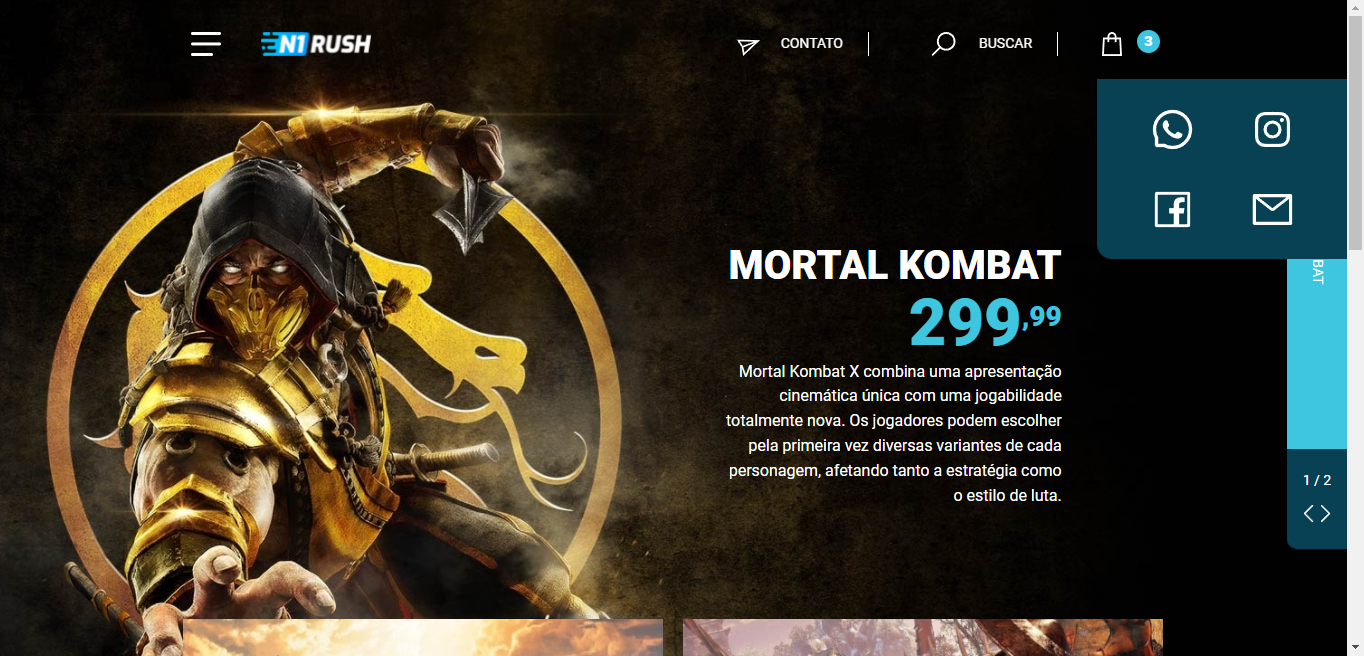 N1 RUSH
CONTATO
BUSCAR
3
MORTAL KOMBAT
299,99
Mortal Kombat X combina uma apresentação
cinemática única com uma jogabilidade
totalmente nova. Os jogadores podem escolher
pela primeira vez diversas variantes de cada
personagem, afetando tanto a estratégia como
o estilo de luta.
BAT
1 / 2